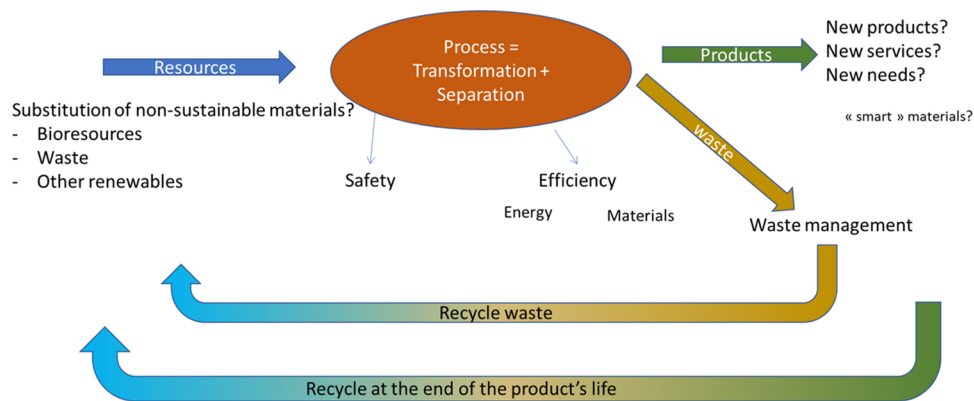 Resources
Substitution of non-sustainable materials?
- Bioresources
- Waste
- Other renewables
Process =
Transformation +
Separation
Safety
Efficiency
Energy
Materials
Products
New products?
New services?
New needs?
« smart » materials?
waste
Waste management
Recycle waste
Recycle at the end of the product's life